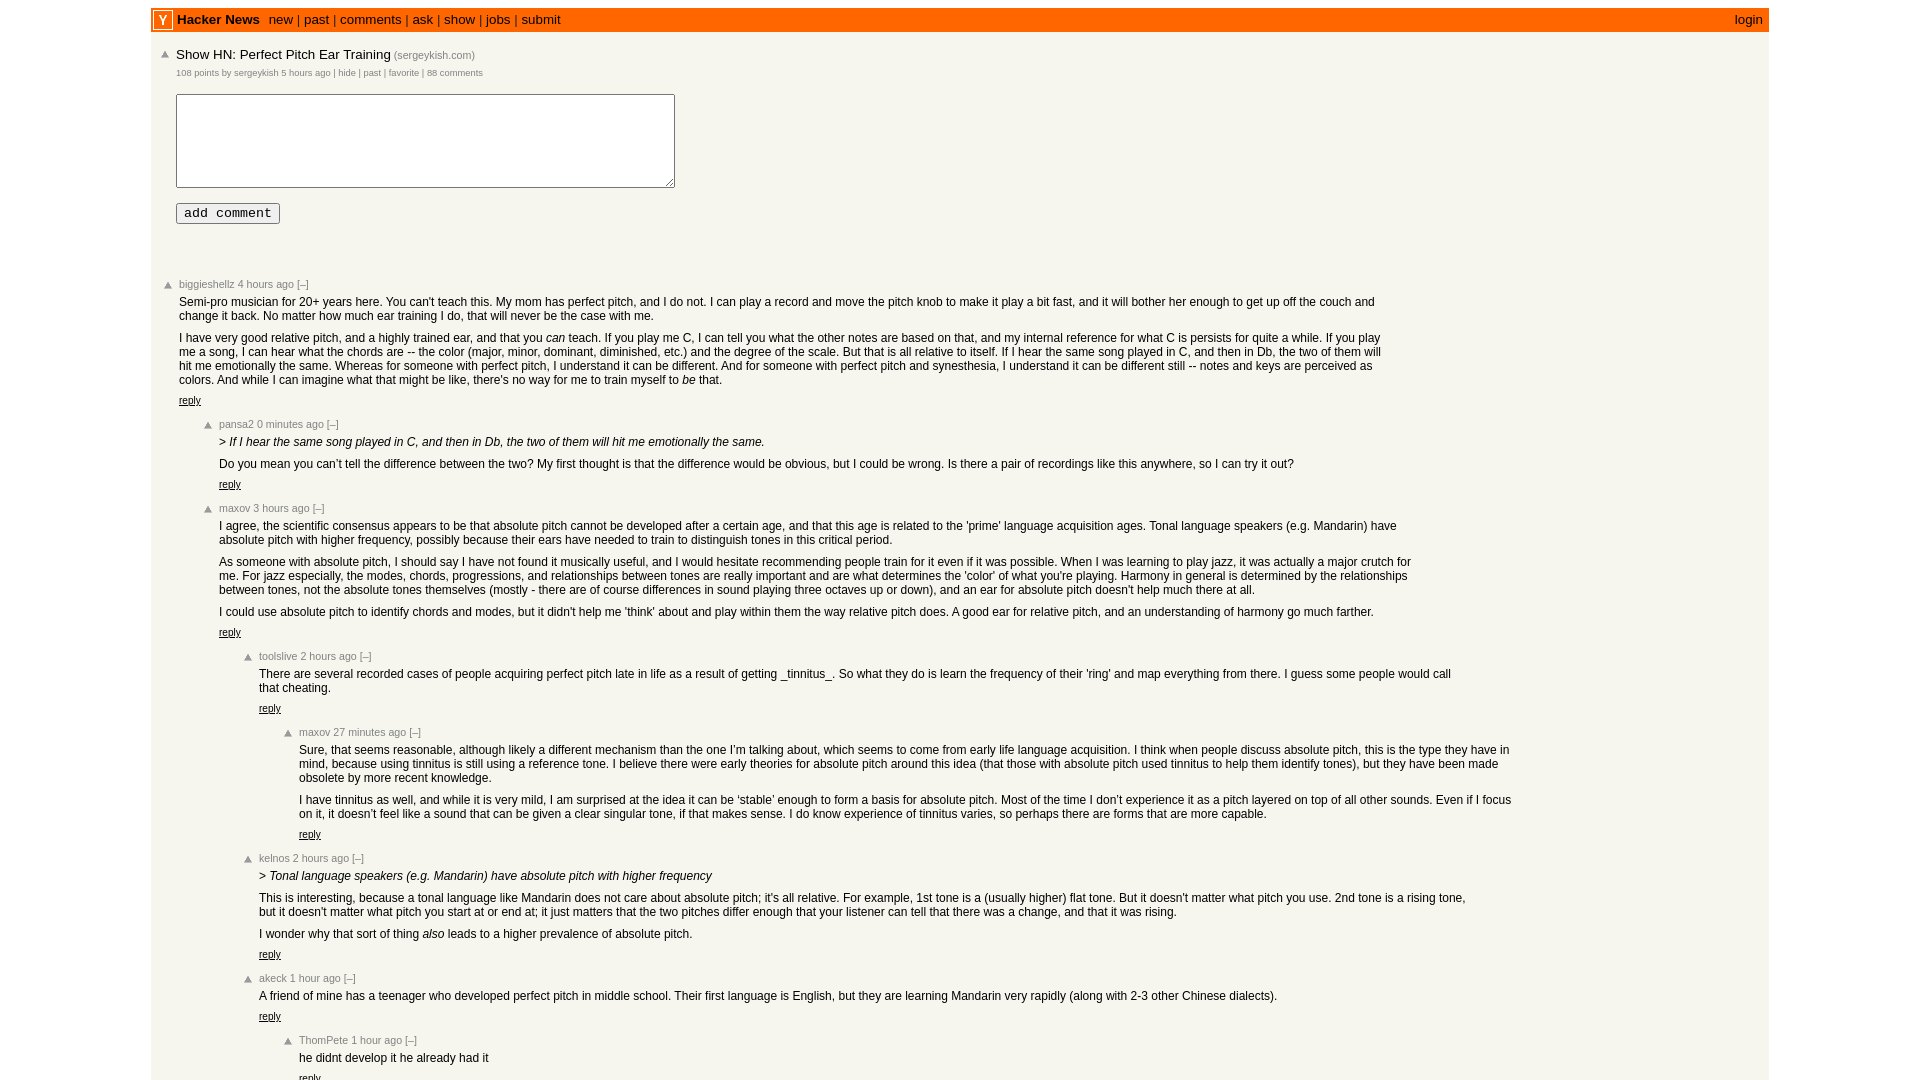 Y Hacker News new | past | comments | ask | show | jobs | submit login
Show HN: Perfect Pitch Ear Training (sergeykish.com)
108 points by sergeykish 5 hours ago | hide | past | favorite | 88 comments
add comment
biggieshellz 4 hours ago [–]
Semi-pro musician for 20+ years here. You can't teach this. My mom has perfect pitch, and I do not. I can play a record and move the pitch knob to make it play a bit fast, and it will bother her enough to get up off the couch and
change it back. No matter how much ear training I do, that will never be the case with me.
I have very good relative pitch, and a highly trained ear, and that you can teach. If you play me C, I can tell you what the other notes are based on that, and my internal reference for what C is persists for quite a while. If you play
me a song, I can hear what the chords are -- the color (major, minor, dominant, diminished, etc.) and the degree of the scale. But that is all relative to itself. If I hear the same song played in C, and then in Db, the two of them will
hit me emotionally the same. Whereas for someone with perfect pitch, I understand it can be different. And for someone with perfect pitch and synesthesia, I understand it can be different still -- notes and keys are perceived as
colors. And while I can imagine what that might be like, there's no way for me to train myself to be that.
reply
pansa2 0 minutes ago [–]
> If I hear the same song played in C, and then in Db, the two of them will hit me emotionally the same.
Do you mean you can’t tell the difference between the two? My first thought is that the difference would be obvious, but I could be wrong. Is there a pair of recordings like this anywhere, so I can try it out?
reply
maxov 3 hours ago [–]
I agree, the scientific consensus appears to be that absolute pitch cannot be developed after a certain age, and that this age is related to the 'prime' language acquisition ages. Tonal language speakers (e.g. Mandarin) have
absolute pitch with higher frequency, possibly because their ears have needed to train to distinguish tones in this critical period.
As someone with absolute pitch, I should say I have not found it musically useful, and I would hesitate recommending people train for it even if it was possible. When I was learning to play jazz, it was actually a major crutch for
me. For jazz especially, the modes, chords, progressions, and relationships between tones are really important and are what determines the 'color' of what you're playing. Harmony in general is determined by the relationships
between tones, not the absolute tones themselves (mostly - there are of course differences in sound playing three octaves up or down), and an ear for absolute pitch doesn't help much there at all.
I could use absolute pitch to identify chords and modes, but it didn't help me 'think' about and play within them the way relative pitch does. A good ear for relative pitch, and an understanding of harmony go much farther.
reply
toolslive 2 hours ago [–]
There are several recorded cases of people acquiring perfect pitch late in life as a result of getting _tinnitus_. So what they do is learn the frequency of their 'ring' and map everything from there. I guess some people would call
that cheating.
reply
maxov 27 minutes ago [–]
Sure, that seems reasonable, although likely a different mechanism than the one I’m talking about, which seems to come from early life language acquisition. I think when people discuss absolute pitch, this is the type they have in
mind, because using tinnitus is still using a reference tone. I believe there were early theories for absolute pitch around this idea (that those with absolute pitch used tinnitus to help them identify tones), but they have been made
obsolete by more recent knowledge.
I have tinnitus as well, and while it is very mild, I am surprised at the idea it can be ‘stable’ enough to form a basis for absolute pitch. Most of the time I don’t experience it as a pitch layered on top of all other sounds. Even if I focus
on it, it doesn’t feel like a sound that can be given a clear singular tone, if that makes sense. I do know experience of tinnitus varies, so perhaps there are forms that are more capable.
reply
kelnos 2 hours ago [–]
> Tonal language speakers (e.g. Mandarin) have absolute pitch with higher frequency
This is interesting, because a tonal language like Mandarin does not care about absolute pitch; it's all relative. For example, 1st tone is a (usually higher) flat tone. But it doesn't matter what pitch you use. 2nd tone is a rising tone,
but it doesn't matter what pitch you start at or end at; it just matters that the two pitches differ enough that your listener can tell that there was a change, and that it was rising.
I wonder why that sort of thing also leads to a higher prevalence of absolute pitch.
reply
akeck 1 hour ago [–]
A friend of mine has a teenager who developed perfect pitch in middle school. Their first language is English, but they are learning Mandarin very rapidly (along with 2-3 other Chinese dialects).
reply
ThomPete 1 hour ago [–]
he didnt develop it he already had it
reply